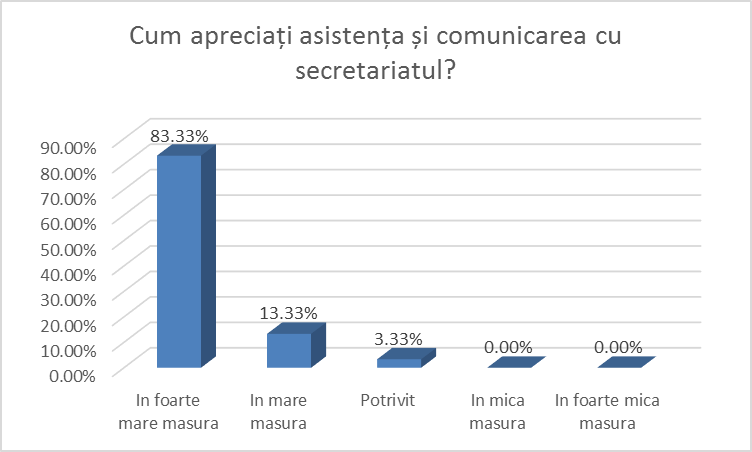 Cum apreciați asistența și comunicarea cu
secretariatul?
83.33%
13.33%
3.33%
0.00%
0.00%
90.00%
80.00%
70.00%
60.00%
50.00%
40.00%
30.00%
20.00%
10.00%
0.00%
In foarte
mare masura
In mare
masura
Potrivit
In mica
masura
In foarte mica
masura